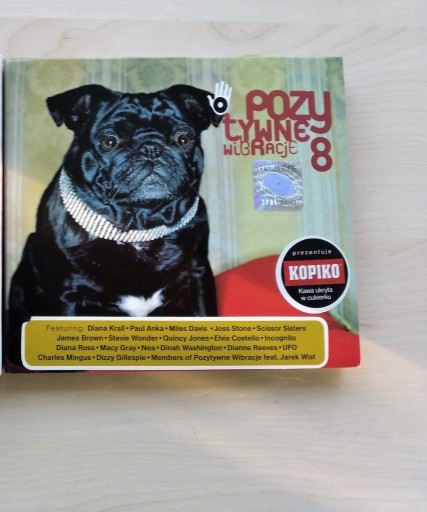 POZY
tywne
wibRacje
8
prezentuje
KOPIKO
Kawa ukryta
w cukierku
Featuring: Diana Krall • Paul Anka • Miles Davis • Joss Stone • Scissor Sisters
James Brown • Stevie Wonder • Quincy Jones • Elvis Costello • Incognito
Diana Ross • Macy Gray • Noa • Dinah Washington • Dianne Reeves • UFO
Charles Mingus • Dizzy Gillespie • Members of Pozytywne Wibracje feat. Jarek Wist